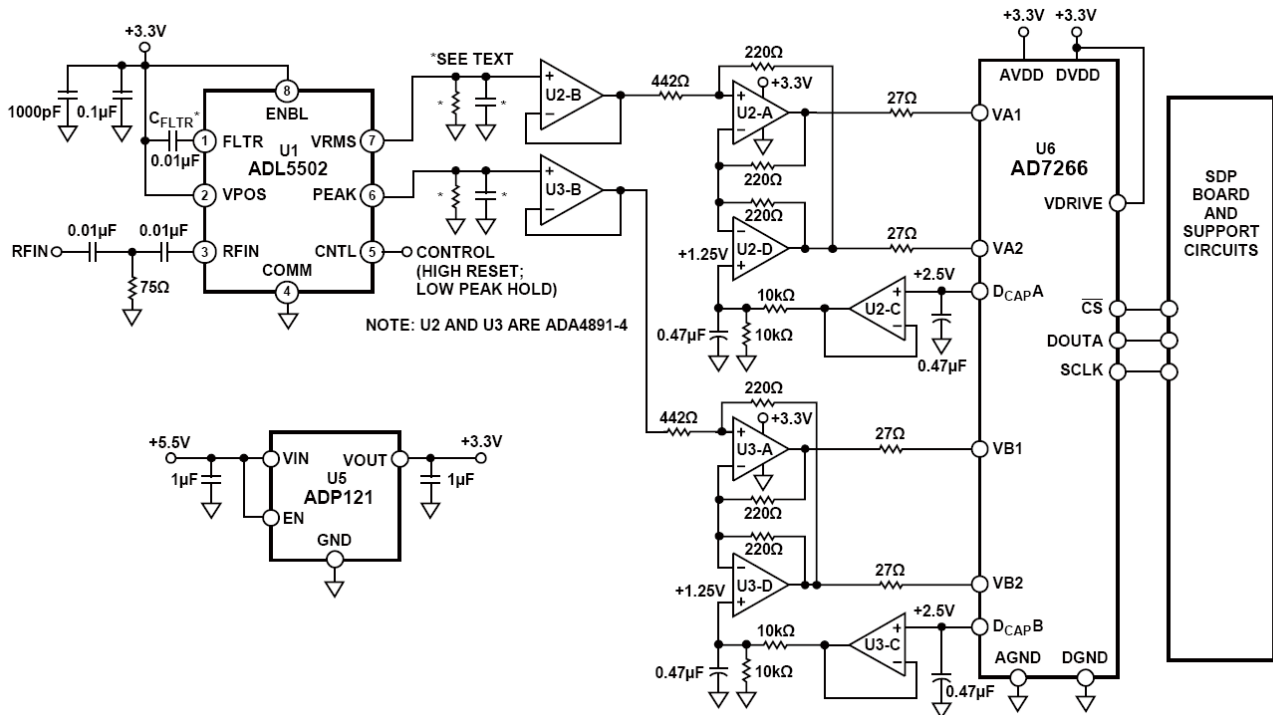 +3.3V
1000pF
0.1µF
CFLTR*
0.01µF
8
ENBL
1
FLTR
U1
ADL5502
VRMS
7
2
VPOS
PEAK
6
RFIN
0.01µF
0.01µF
3
RFIN
CNTL
5
COMM
4
75Ω
CONTROL
(HIGH RESET;
LOW PEAK HOLD)
NOTE: U2 AND U3 ARE ADA4891-4
*SEE TEXT
*
*
+
U2-B
−
*
*
+
U3-B
−
442Ω
220Ω
+3.3V
+
U2-A
−
220Ω
220Ω
−
U2-D
+
+1.25V
27Ω
27Ω
10kΩ
10kΩ
0.47µF
+
U2-C
−
+2.5V
0.47µF
442Ω
220Ω
+3.3V
+
U3-A
−
220Ω
220Ω
−
U3-D
+
+1.25V
27Ω
27Ω
10kΩ
10kΩ
0.47µF
+
U3-C
−
+2.5V
0.47µF
+3.3V
+3.3V
AVDD
DVDD
VA1
U6
AD7266
VDRIVE
VA2
DCAPA
CS
DOUTA
SCLK
VB1
VB2
DCAPB
AGND
DGND
SDP
BOARD
AND
SUPPORT
CIRCUITS
+5.5V
1µF
VIN
VOUT
U5
ADP121
EN
GND
+3.3V
1µF